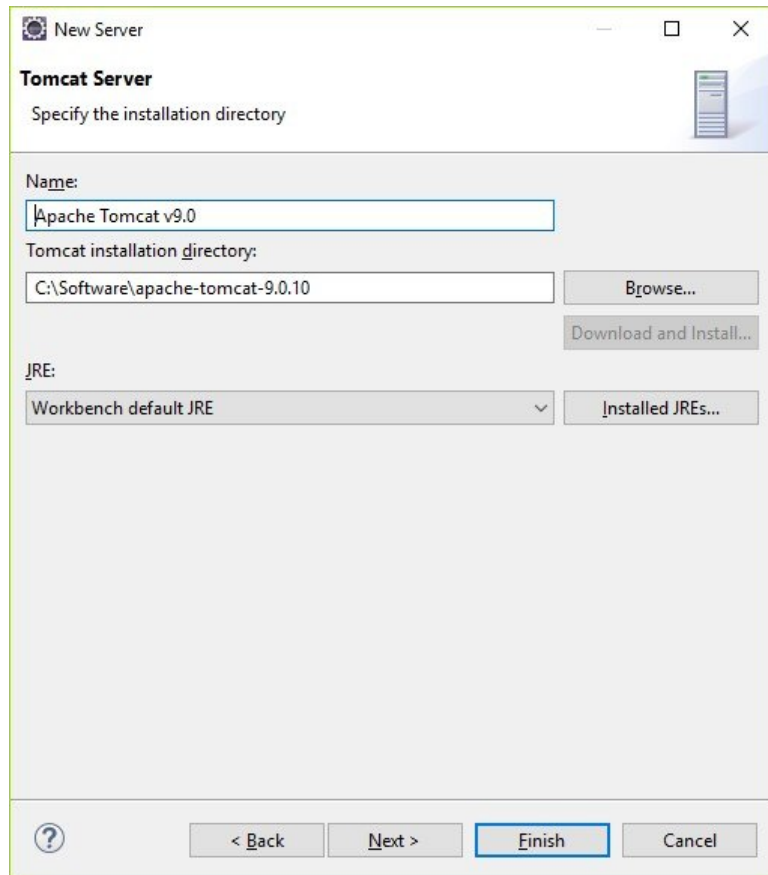 New Server
Tomcat Server
Specify the installation directory
Name:
Apache Tomcat v9.0
Tomcat installation directory:
C:\Software\apache-tomcat-9.0.10
Browse...
Download and Install...
JRE:
Workbench default JRE
Installed JREs...
?
< Back
Next >
Finish
Cancel